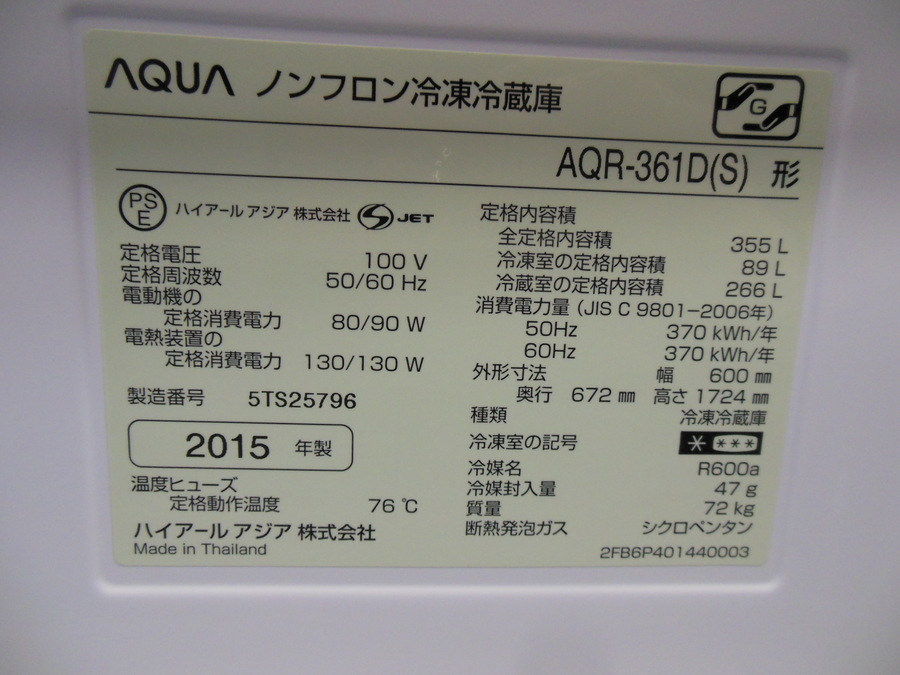 AQUA ノンフロン冷凍冷蔵庫
G
AQR-361D(S) 形
PS E ハイアール アジア 株式会社 S JET
定格電圧 100 V
定格周波数 50/60 Hz
電動機の
定格消費電力 80/90 W
電熱装置の
定格消費電力 130/130 W
製造番号 5TS25796
2015 年製
温度ヒューズ
定格動作温度 76 ℃
ハイアール アジア 株式会社
Made in Thailand
定格内容積
全定格内容積 355 L
冷凍室の定格内容積 89 L
冷蔵室の定格内容積 266 L
消費電力量 (JIS C 9801-2006年)
50Hz 370 kWh/年
60Hz 370 kWh/年
外形寸法 幅 600 ㎜
奥行 672 ㎜ 高さ 1724 ㎜
種類 冷凍冷蔵庫
冷凍室の記号 * ***
冷媒名 R600a
冷媒封入量 47 g
質量 72 kg
断熱発泡ガス シクロペンタン
2FB6P401440003